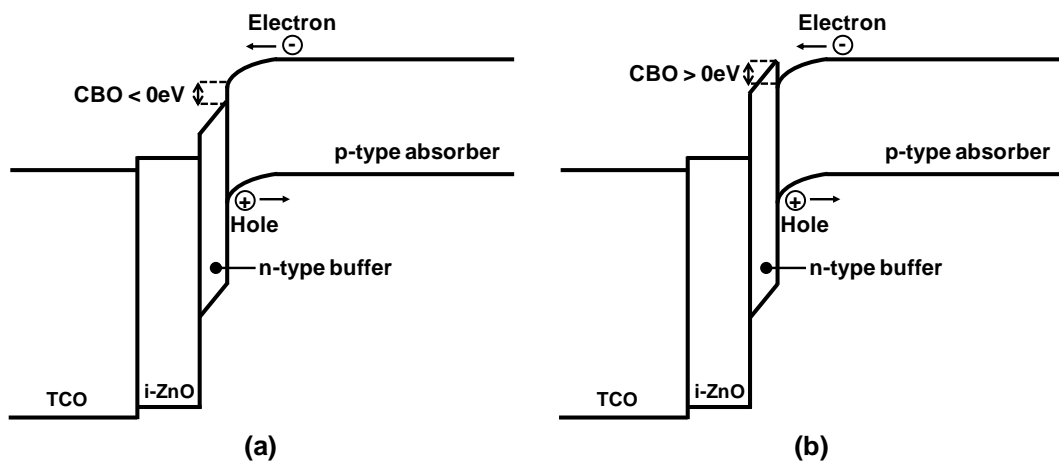 Electron
-
CBO < 0eV
p-type absorber
+
Hole
n-type buffer
TCO
i-ZnO
(a)
Electron
-
CBO > 0eV
p-type absorber
+
Hole
n-type buffer
TCO
i-ZnO
(b)